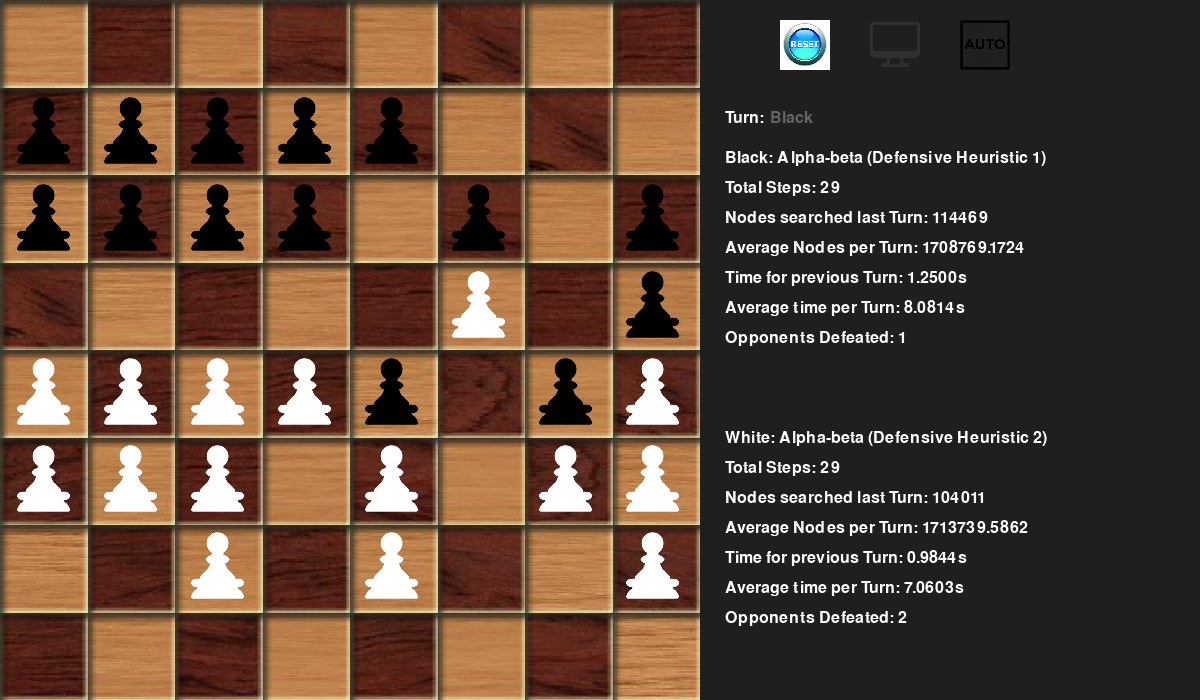 RESET
AUTO
Turn: Black
Black: Alpha-beta (Defensive Heuristic 1)
Total Steps: 29
Nodes searched last Turn: 114469
Average Nodes per Turn: 1708769.1724
Time for previous Turn: 1.2500s
Average time per Turn: 8.0814s
Opponents Defeated: 1
White: Alpha-beta (Defensive Heuristic 2)
Total Steps: 29
Nodes searched last Turn: 104011
Average Nodes per Turn: 1713739.5862
Time for previous Turn: 0.9844s
Average time per Turn: 7.0603s
Opponents Defeated: 2